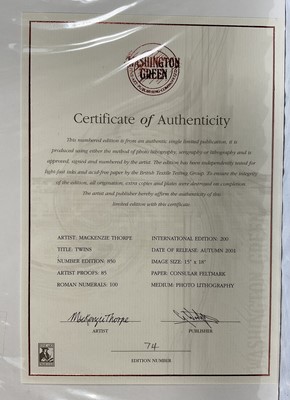 WASHINGTON
GREEN
Certificate of Authenticity
This numbered edition is from an authentic single limited publication, it is
produced using either the method of photo lithography, serigraphy or lithography and is
approved, signed and numbered by the artist. The edition has been independently tested for
light-fast inks and acid-free paper by the British Textile Testing Group. To ensure the integrity
of the edition, all origination, extra copies and plates were destroyed on completion.
The artist and publisher hereby affirm the authenticity of this
limited edition with this certificate.
ARTIST: MACKENZIE THORPE
TITLE: TWINS
NUMBER EDITION: 850
ARTIST PROOFS: 85
ROMAN NUMERALS: 100
INTERNATIONAL EDITION: 200
DATE OF RELEASE: AUTUMN 2001
IMAGE SIZE: 15" x 18"
PAPER: CONSULAR FELTMARK
MEDIUM: PHOTO LITHOGRAPHY
Mackenzie Thorpe
ARTIST
PUBLISHER
74
EDITION NUMBER